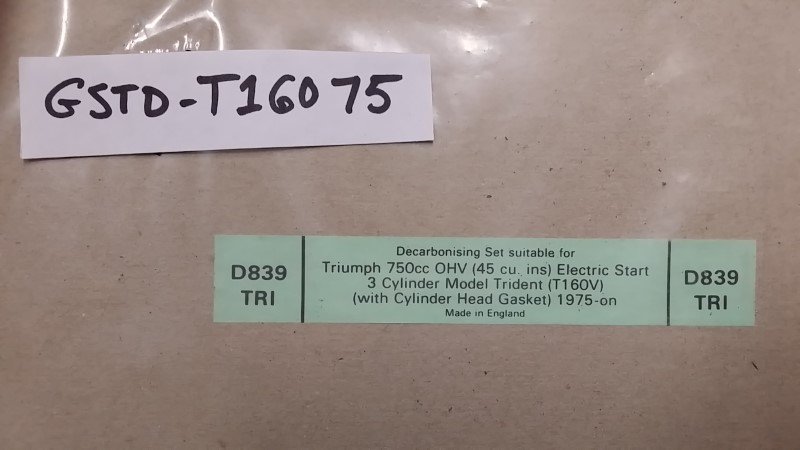 GSTD-T16075
D839
TRI
Decarbonising Set suitable for
Triumph 750cc OHV (45 cu. ins) Electric Start
3 Cylinder Model Trident (T160V)
(with Cylinder Head Gasket) 1975-on
Made in England
D839
TRI